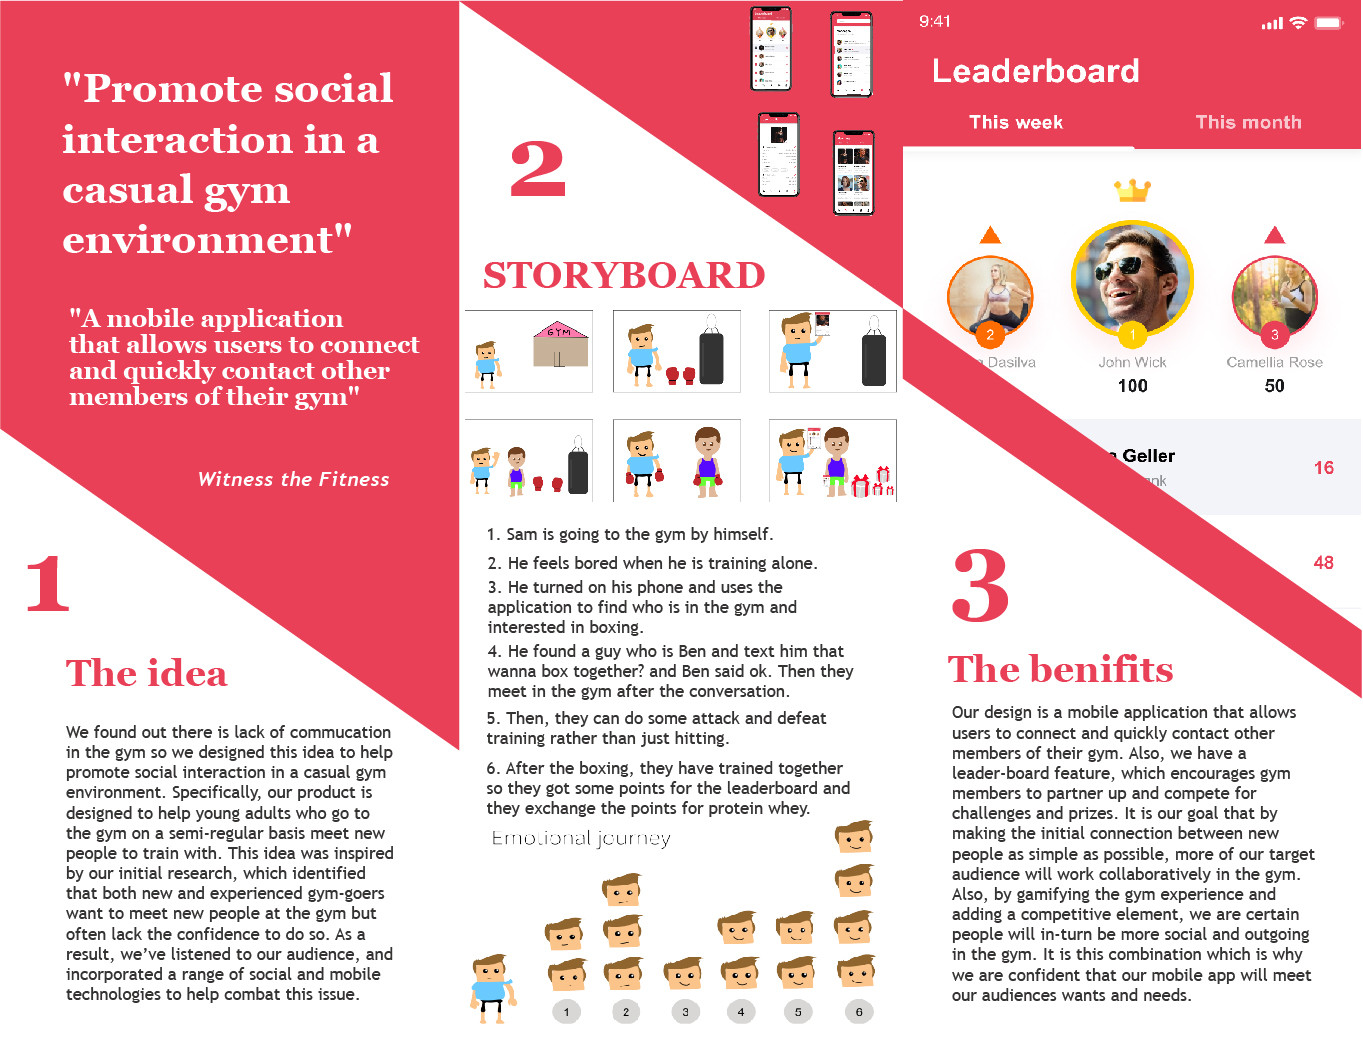 "Promote social
interaction in a
casual gym
environment"
"A mobile application
that allows users to connect
and quickly contact other
members of their gym"
Witness the Fitness
1
The idea
We found out there is lack of commucation
in the gym so we designed this idea to help
promote social interaction in a casual gym
environment. Specifically, our product is
designed to help young adults who go to
the gym on a semi-regular basis meet new
people to train with. This idea was inspired
by our initial research, which identified
that both new and experienced gym-goers
want to meet new people at the gym but
often lack the confidence to do so. As a
result, we've listened to our audience, and
incorporated a range of social and mobile
technologies to help combat this issue.
2
STORYBOARD
GYM
1. Sam is going to the gym by himself.
2. He feels bored when he is training alone.
3. He turned on his phone and uses the
application to find who is in the gym and
interested in boxing.
4. He found a guy who is Ben and text him that
wanna box together? and Ben said ok. Then they
meet in the gym after the conversation.
5. Then, they can do some attack and defeat
training rather than just hitting.
6. After the boxing, they have trained together
so they got some points for the leaderboard and
they exchange the points for protein whey.
Emotional journey
1 2 3 4 5 6
9:41
Leaderboard
This week This month
2 1 3
Dasilva John Wick Camellia Rose
100 50
Geller
16
48
3
The benifits
Our design is a mobile application that allows
users to connect and quickly contact other
members of their gym. Also, we have a
leader-board feature, which encourages gym
members to partner up and compete for
challenges and prizes. It is our goal that by
making the initial connection between new
people as simple as possible, more of our target
audience will work collaboratively in the gym.
Also, by gamifying the gym experience and
adding a competitive element, we are certain
people will in-turn be more social and outgoing
in the gym. It is this combination which is why
we are confident that our mobile app will meet
our audiences wants and needs.